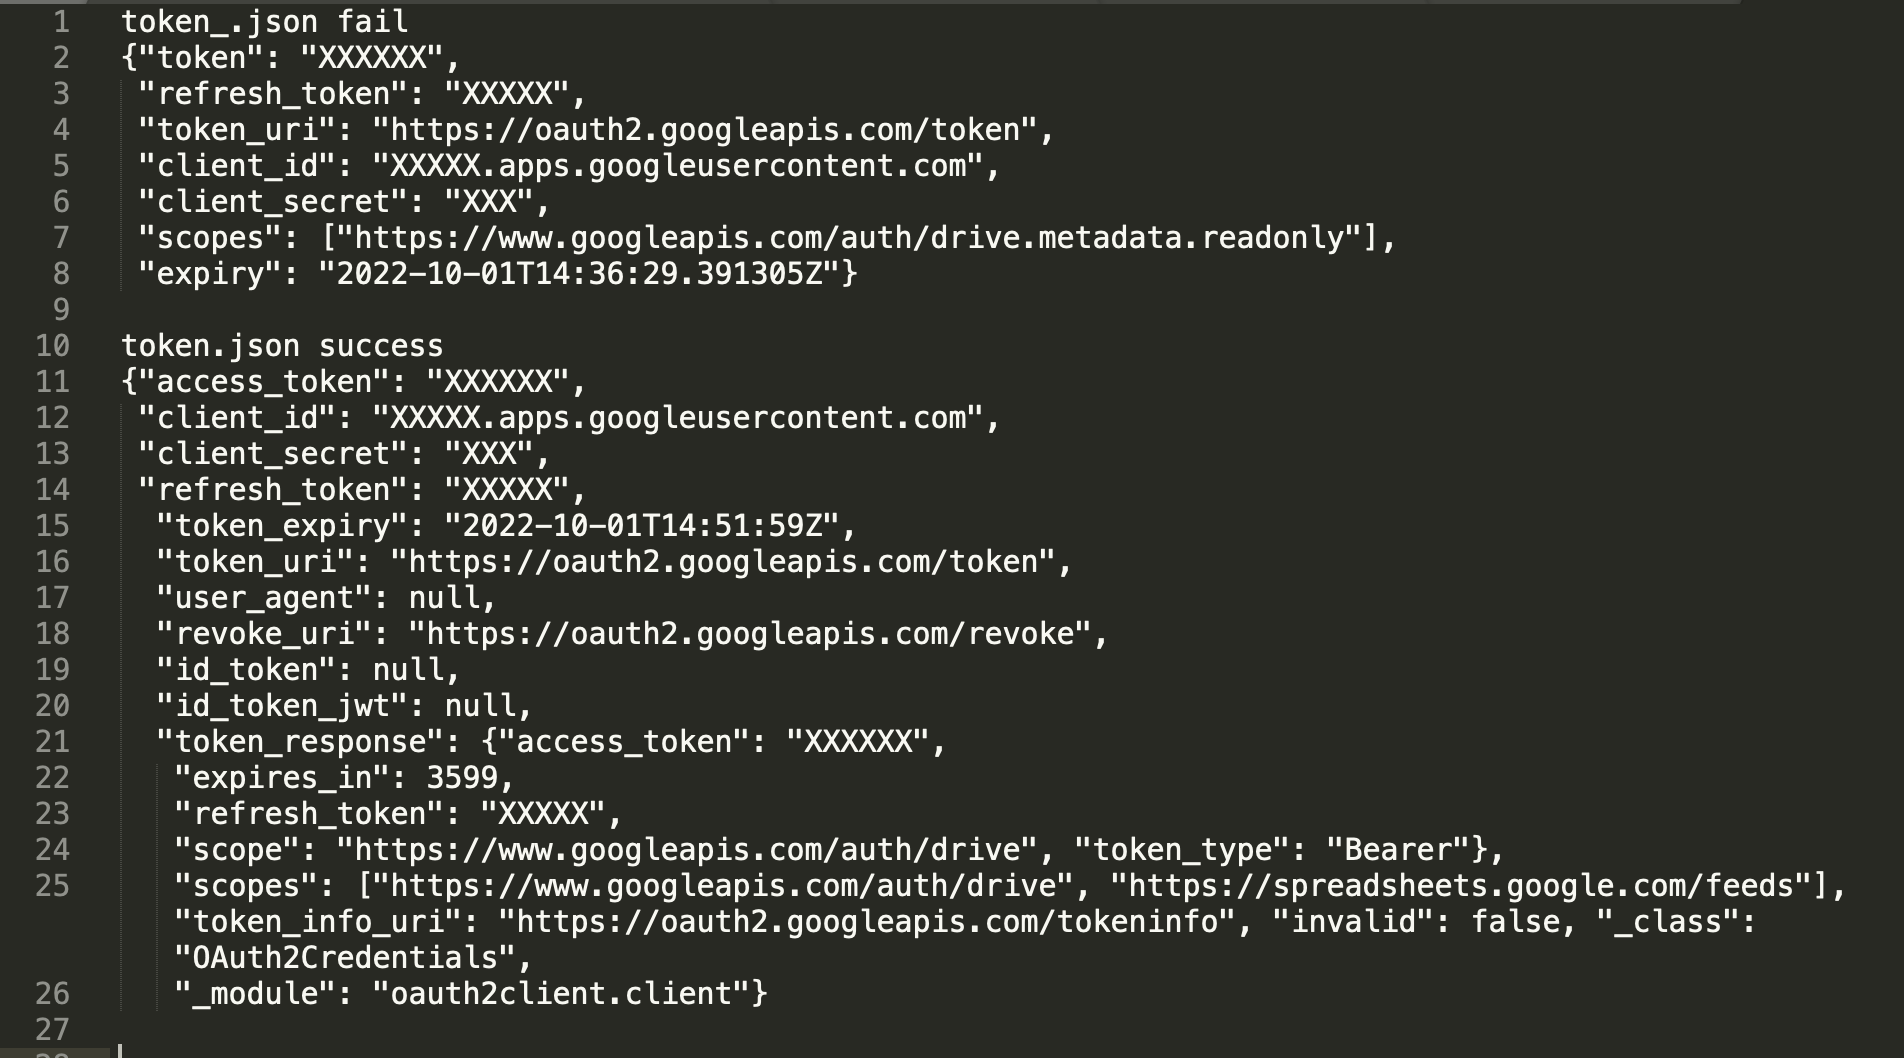 1 token_.json fail
2 {"token": "XXXXXX",
3 "refresh_token": "XXXXX",
4 "token_uri": "https://oauth2.googleapis.com/token",
5 "client_id": "XXXXX.apps.googleusercontent.com",
6 "client_secret": "XXX",
7 "scopes": ["https://www.googleapis.com/auth/drive.metadata.readonly"],
8 "expiry": "2022-10-01T14:36:29.391305Z"}
9
10 token.json success
11 {"access_token": "XXXXXX",
12 "client_id": "XXXXX.apps.googleusercontent.com",
13 "client_secret": "XXX",
14 "refresh_token": "XXXXX",
15 "token_expiry": "2022-10-01T14:51:59Z",
16 "token_uri": "https://oauth2.googleapis.com/token",
17 "user_agent": null,
18 "revoke_uri": "https://oauth2.googleapis.com/revoke",
19 "id_token": null,
20 "id_token_jwt": null,
21 "token_response": {"access_token": "XXXXXX",
22 "expires_in": 3599,
23 "refresh_token": "XXXXX",
24 "scope": "https://www.googleapis.com/auth/drive", "token_type": "Bearer"},
25 "scopes": ["https://www.googleapis.com/auth/drive", "https://spreadsheets.google.com/feeds"],
"token_info_uri": "https://oauth2.googleapis.com/tokeninfo", "invalid": false, "_class":
"OAuth2Credentials",
26 "_module": "oauth2client.client"}
27